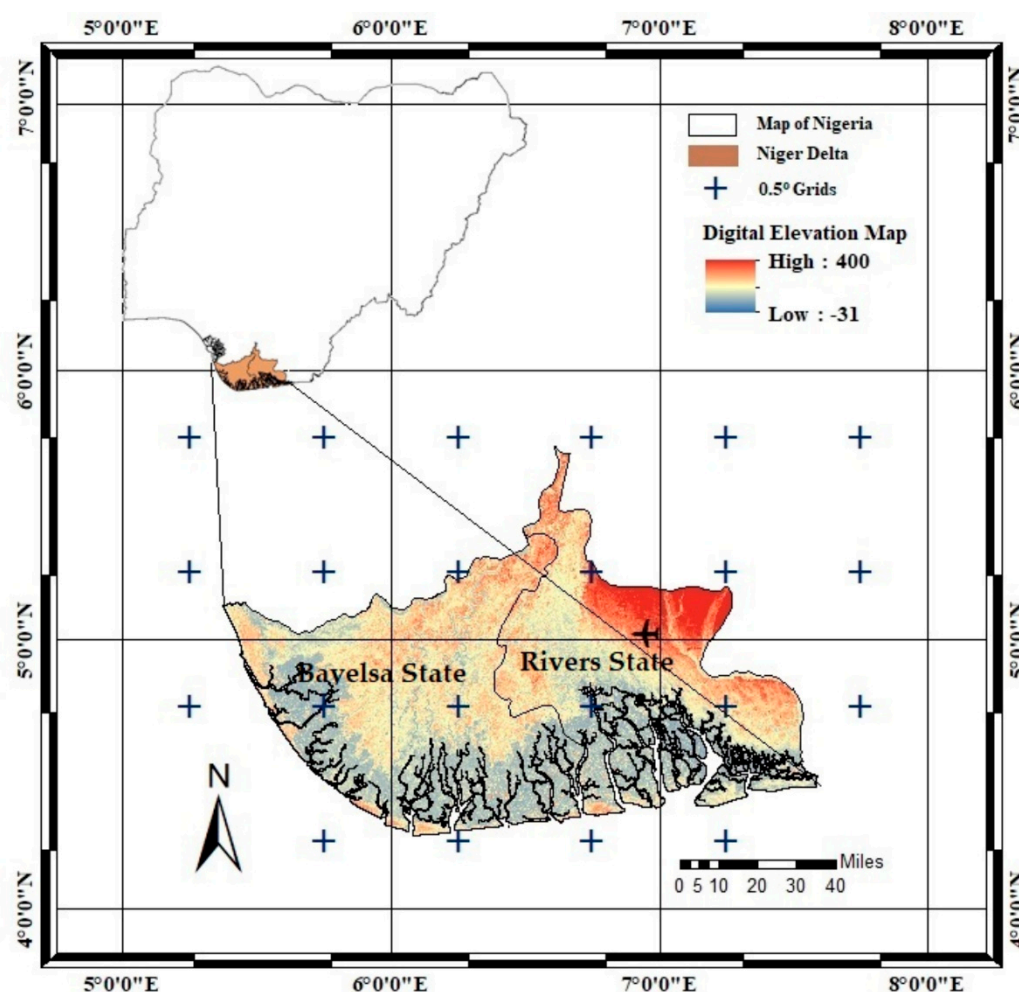 5°0'0"E 6°0'0"E 7°0'0"E 8°0'0"E
7°0'0"N
7°0'0"N
Map of Nigeria
Niger Delta
0.5⁰ Grids
Digital Elevation Map
High : 400
Low : -31
6°0'0"N
6°0'0"N
5°0'0"N
5°0'0"N
Bayelsa State
Rivers State
N
Miles
0 5 10 20 30 40
4°0'0"N
4°0'0"N
5°0'0"E 6°0'0"E 7°0'0"E 8°0'0"E